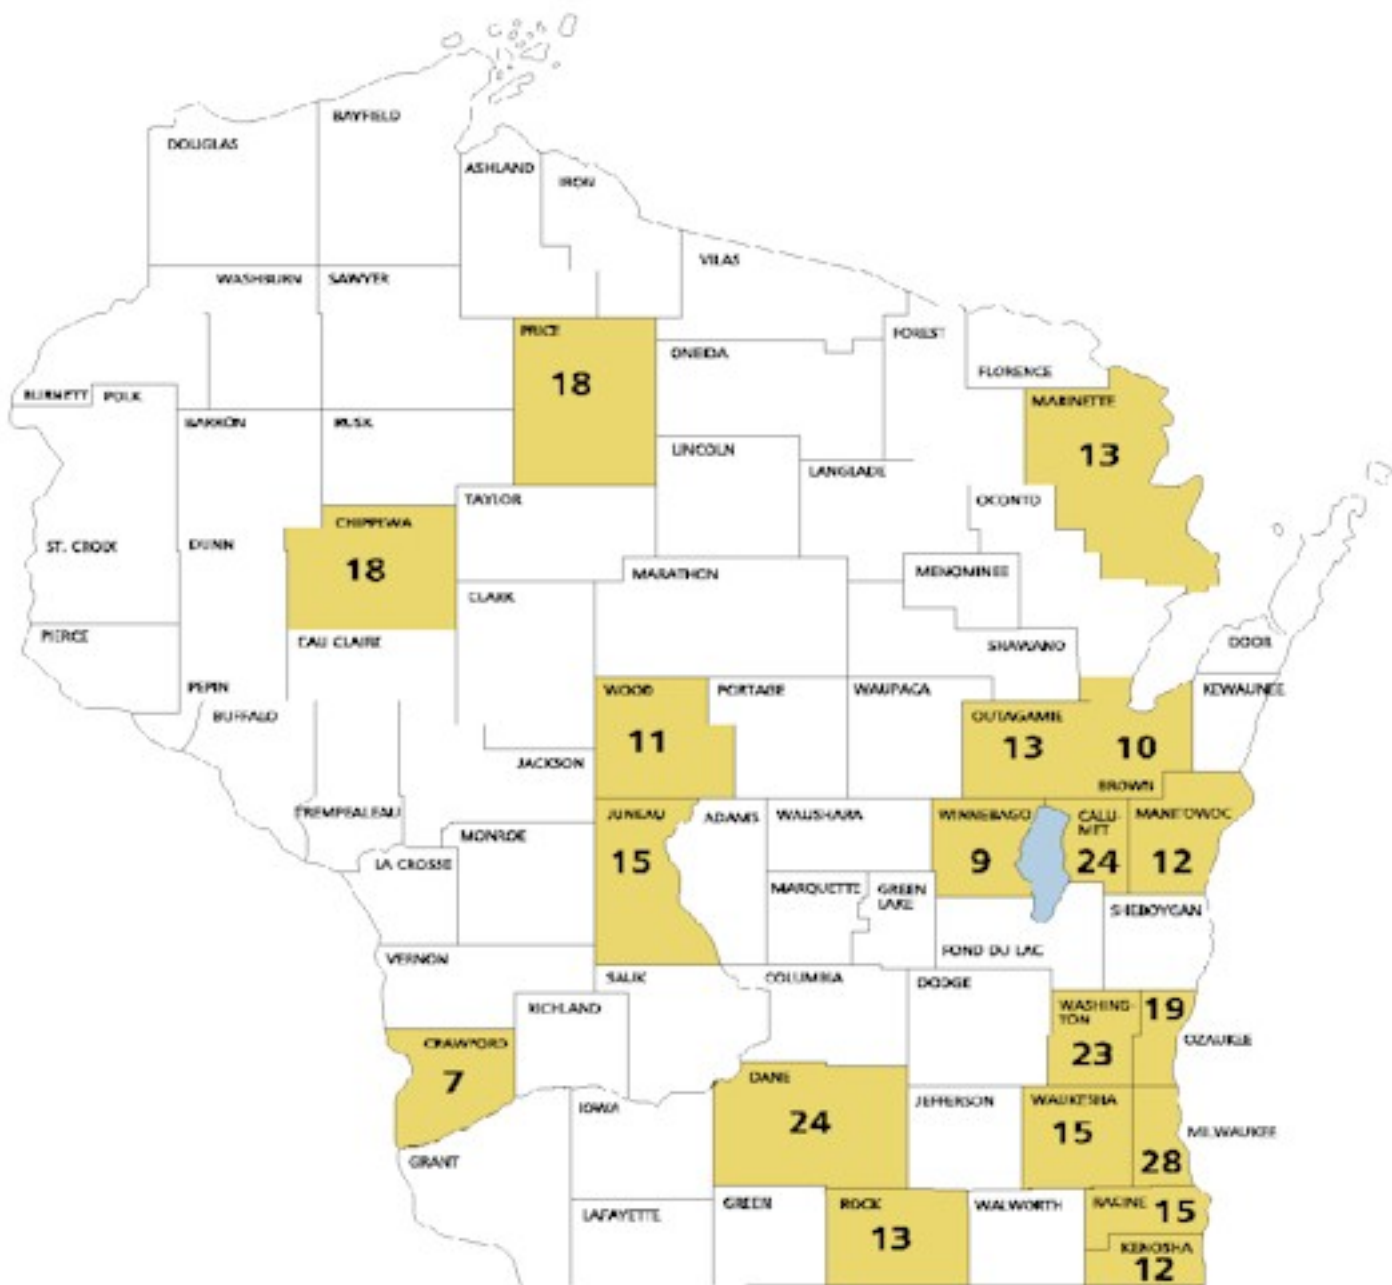 BAYFIELD
DOUGLAS
ASHLAND
IRON
VILAS
WASHBURN
SAWYER
PRICE
18
ONEIDA
FOREST
FLORENCE
BURNETT
POLK
MARINETTE
13
BARRON
RUSK
LINCOLN
LANGLADE
TAYLOR
OCONTO
CHIPPEWA
18
ST. CROIX
DUNN
MARATHON
MENOMINEE
CLARK
PIERCE
EAU CLAIRE
SHAWANO
DOOR
PEPIN
WOOD
11
PORTAGE
WAUPACA
KEWAUNEE
BUFFALO
OUTAGAMIE
13
10
BROWN
JACKSON
TREMPEALEAU
JUNEAU
15
ADAMS
WAUSHARA
WINNEBAGO
9
CALU-
MET
24
MANITOWOC
12
MONROE
LA CROSSE
MARQUETTE
GREEN
LAKE
SHEBOYGAN
FOND DU LAC
VERNON
SAUK
COLUMBIA
DODGE
RICHLAND
WASHING-
TON
23
19
OZAUKEE
CRAWFORD
7
DANE
24
JEFFERSON
WAUKESHA
15
MILWAUKEE
28
IOWA
GRANT
LAFAYETTE
GREEN
ROCK
13
WALWORTH
RACINE 15
KENOSHA
12